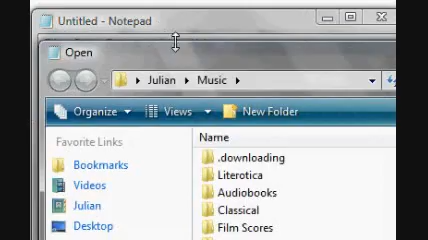 Untitled - Notepad
Open
Julian Music
Organize Views New Folder
Favorite Links
Name
Bookmarks
Videos
Julian
Desktop
.downloading
Literotica
Audiobooks
Classical
Film Scores